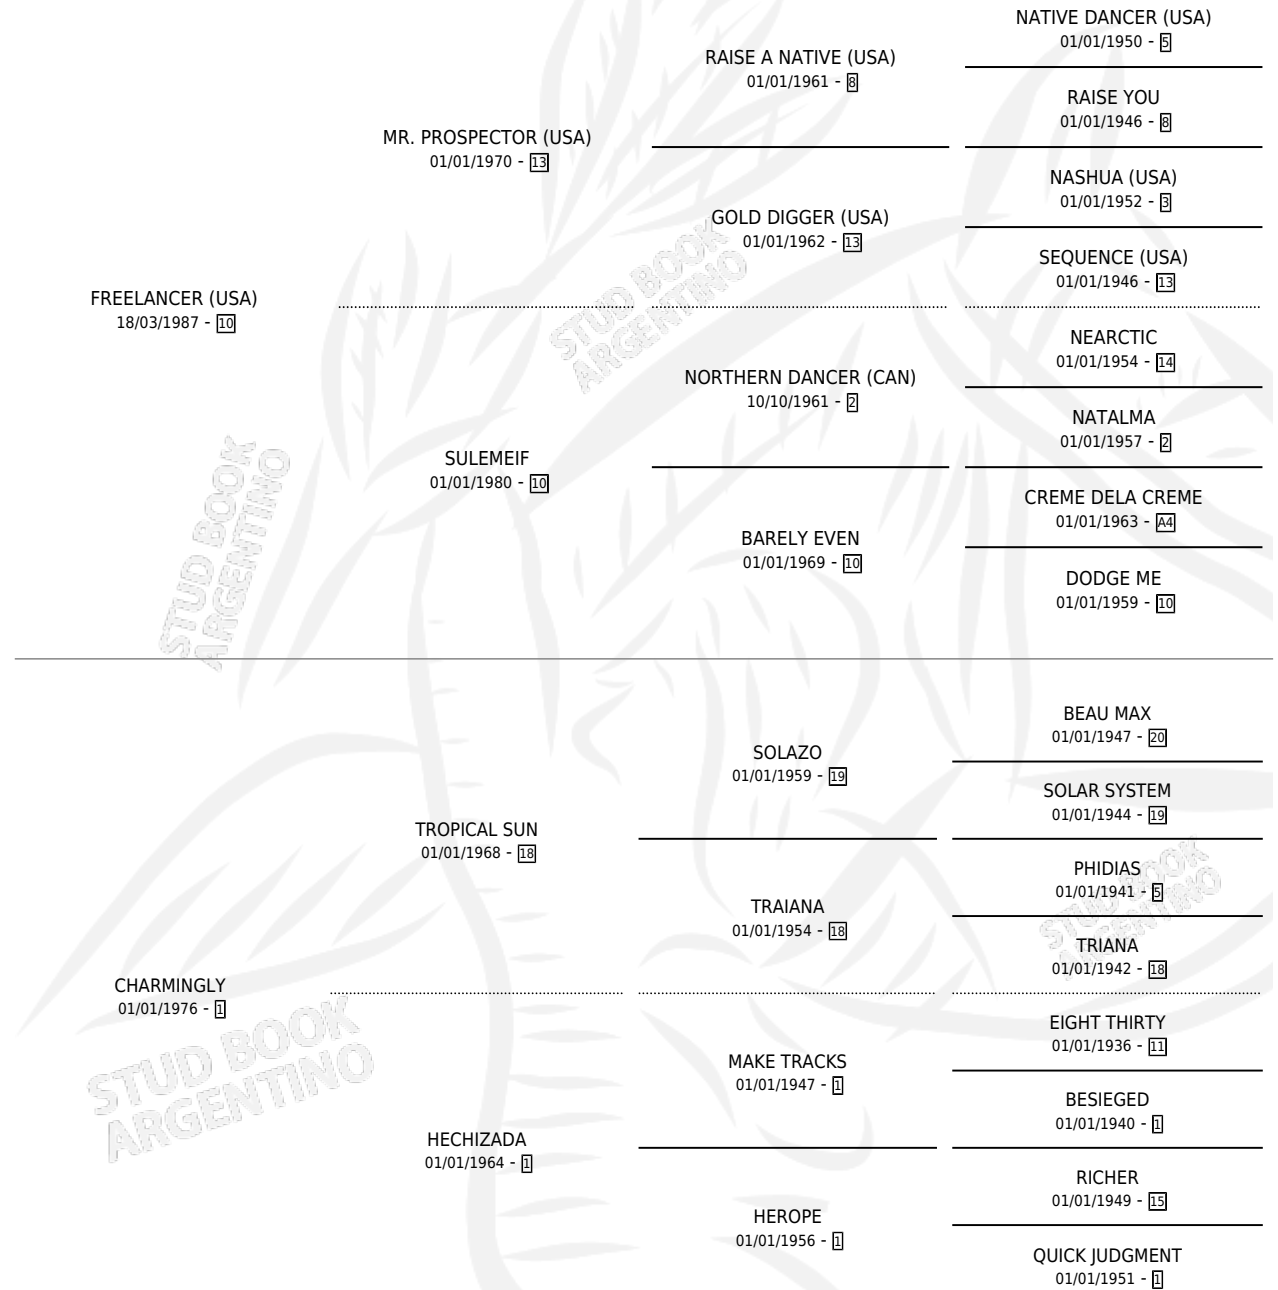 NATIVE DANCER (USA)
01/01/1950 - 5
RAISE A NATIVE (USA)
01/01/1961 - 8
RAISE YOU
01/01/1946 - 8
MR. PROSPECTOR (USA)
01/01/1970 - 13
NASHUA (USA)
01/01/1952 - 3
GOLD DIGGER (USA)
01/01/1962 - 13
SEQUENCE (USA)
01/01/1946 - 13
FREELANCER (USA)
18/03/1987 - 10
NEARCTIC
01/01/1954 - 14
NORTHERN DANCER (CAN)
10/10/1961 - 2
NATALMA
01/01/1957 - 2
SULEMEIF
01/01/1980 - 10
CREME DELA CREME
01/01/1963 - A4
BARELY EVEN
01/01/1969 - 10
DODGE ME
01/01/1959 - 10
BEAU MAX
01/01/1947 - 20
SOLAZO
01/01/1959 - 19
SOLAR SYSTEM
01/01/1944 - 19
TROPICAL SUN
01/01/1968 - 18
PHIDIAS
01/01/1941 - 5
TRAIANA
01/01/1954 - 18
TRIANA
01/01/1942 - 18
CHARMINGLY
01/01/1976 - 1
EIGHT THIRTY
01/01/1936 - 11
MAKE TRACKS
01/01/1947 - 1
BESIEGED
01/01/1940 - 1
HECHIZADA
01/01/1964 - 1
RICHER
01/01/1949 - 15
HEROPE
01/01/1956 - 1
QUICK JUDGMENT
01/01/1951 - 1
STUD BOOK
ARGENTINO
STUD BOOK
ARGENTINO
STUD BOOK
ARGENTINO
STUD BOOK
ARGENTINO